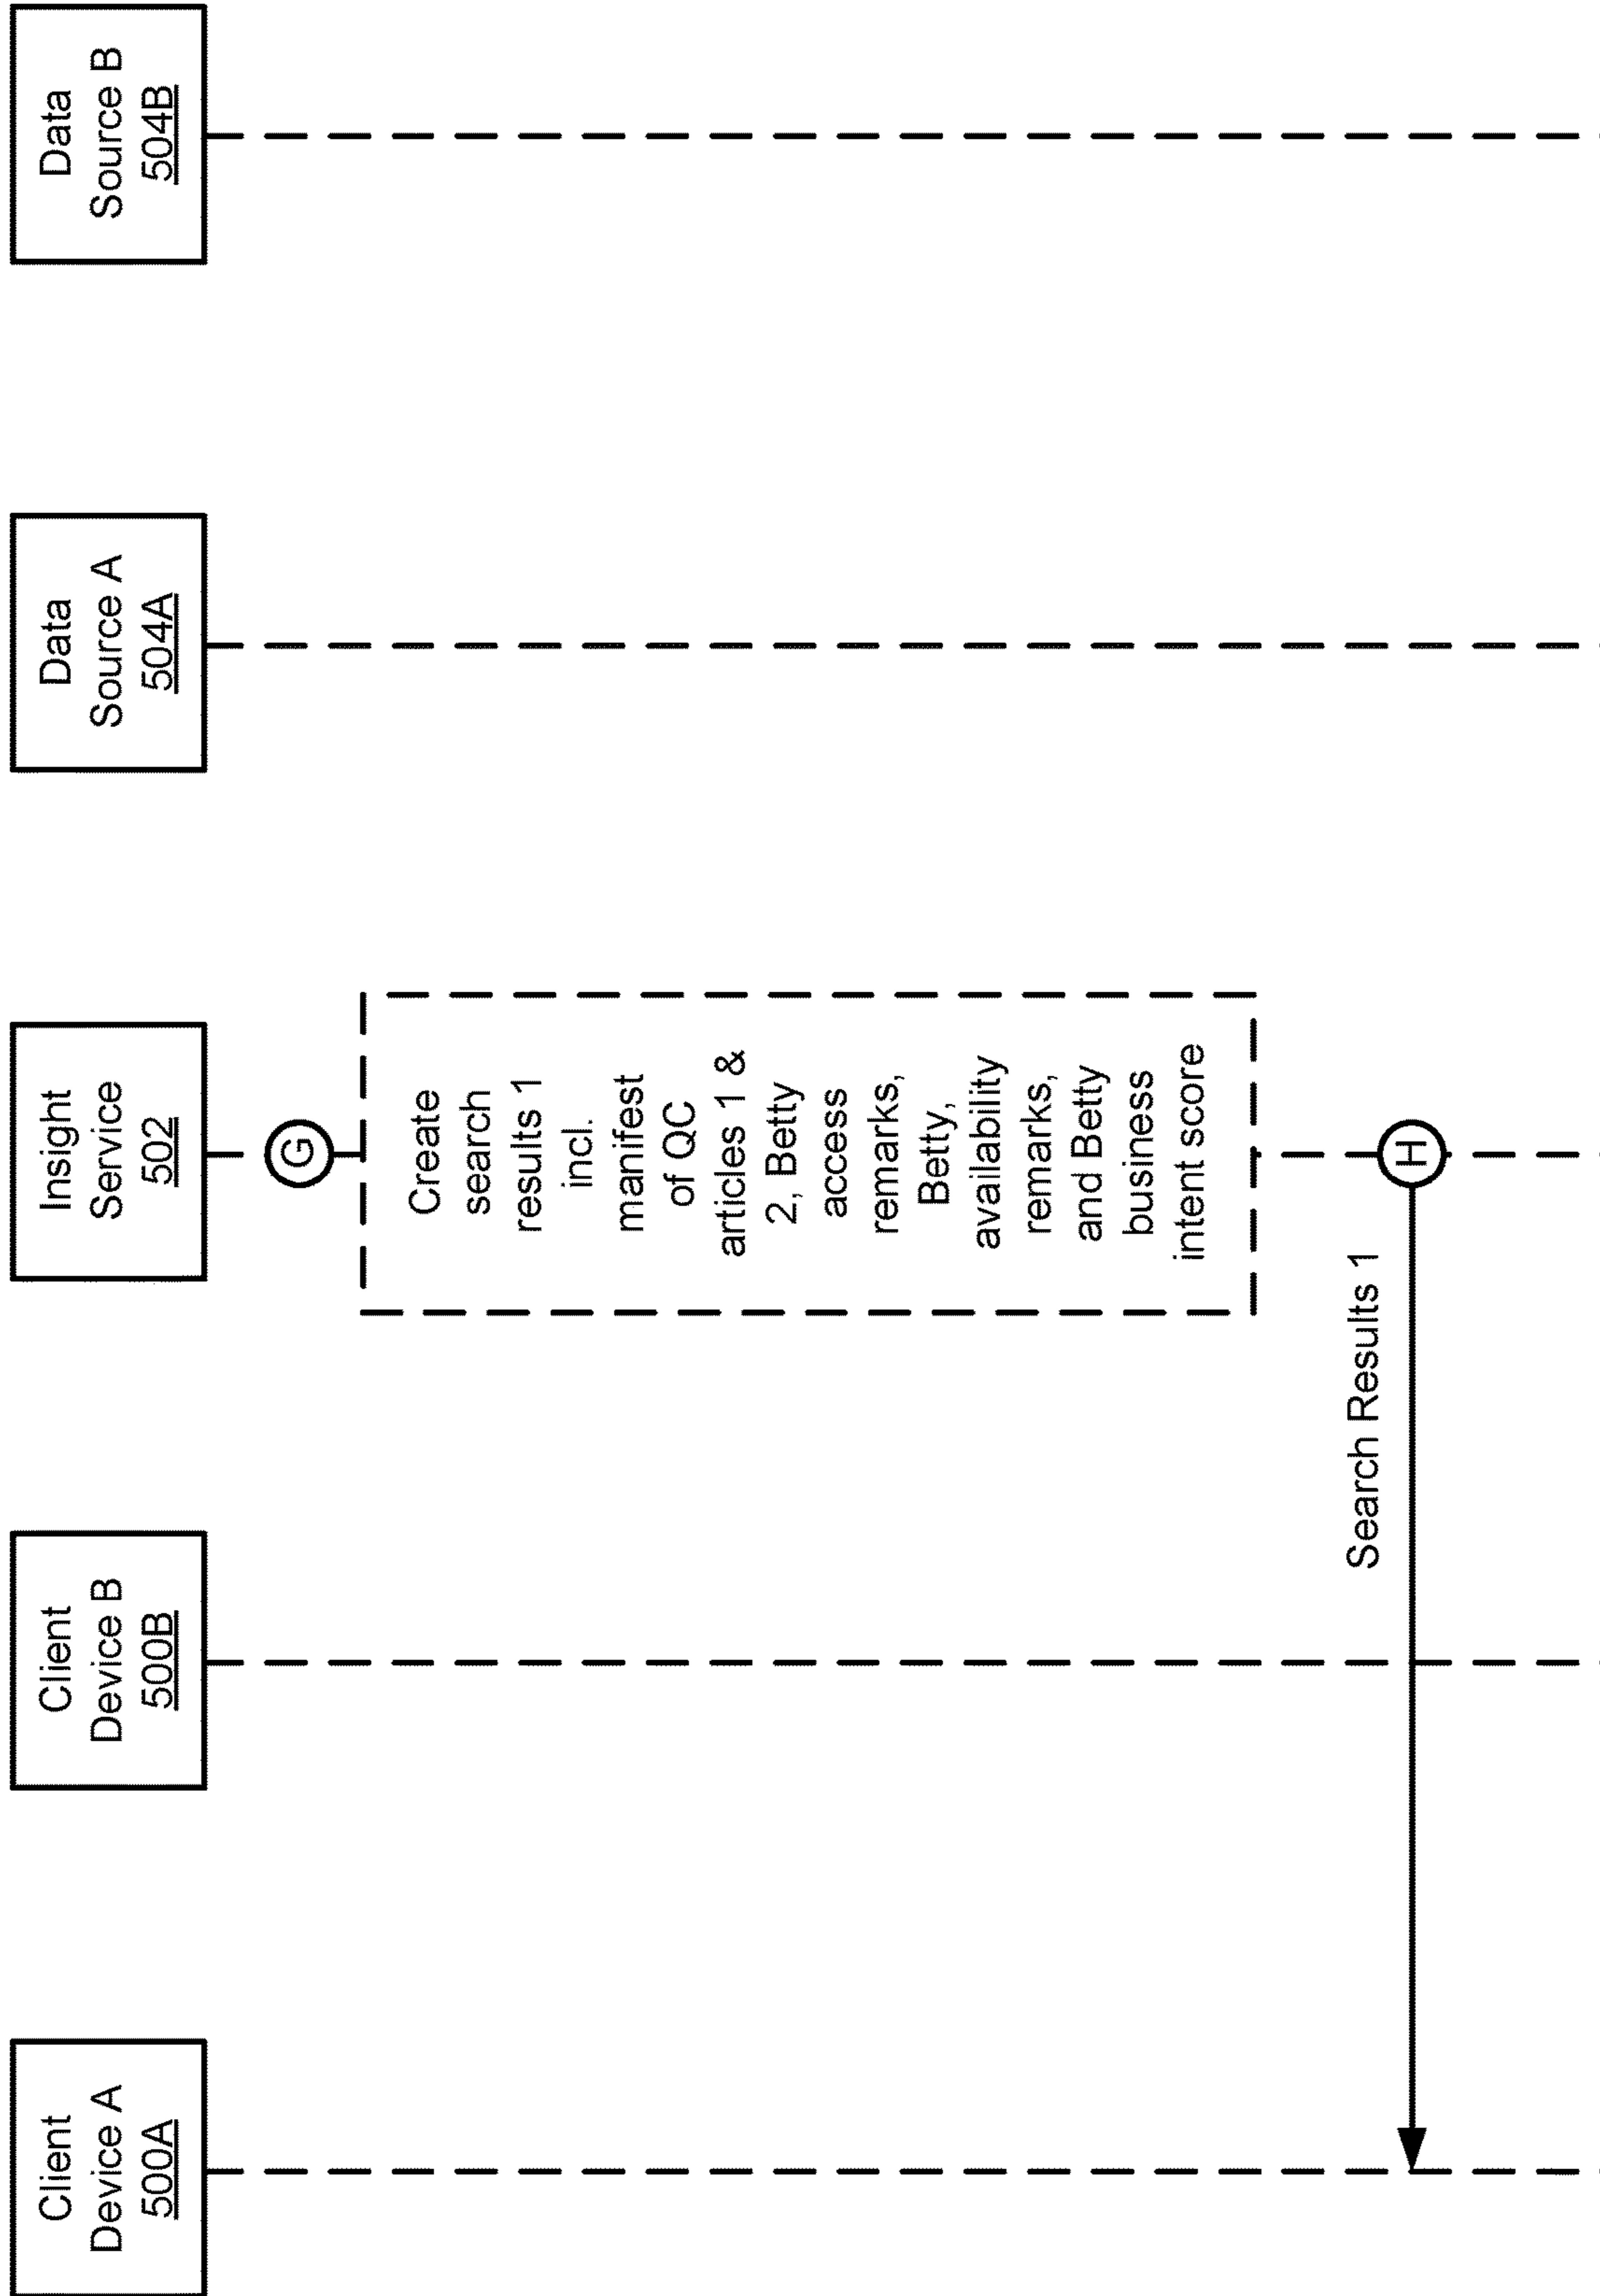 Client
Device A
500A
Client
Device B
500B
Insight
Service
502
Data
Source A
504A
Data
Source B
504B
G
Create
search
results 1
incl.
manifest
of QC
articles 1 &
2, Betty
access
remarks,
Betty,
availability
remarks,
and Betty
business
intent score
Search Results 1
H